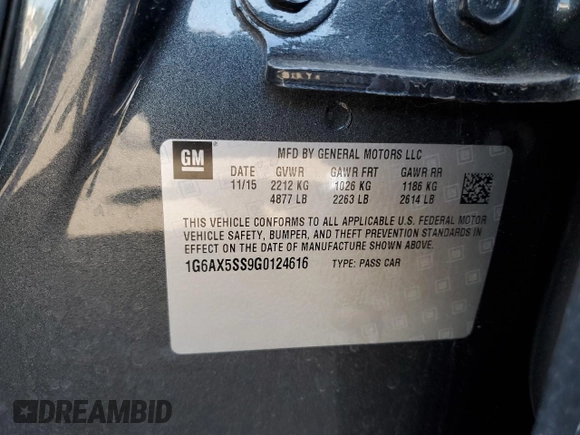 GM
MFD BY GENERAL MOTORS LLC
DATE GVWR GAWR FRT GAWR RR
11/15 2212 KG 1026 KG 1186 KG
4877 LB 2263 LB 2614 LB
THIS VEHICLE CONFORMS TO ALL APPLICABLE U.S. FEDERAL MOTOR
VEHICLE SAFETY, BUMPER, AND THEFT PREVENTION STANDARDS IN
EFFECT ON THE DATE OF MANUFACTURE SHOWN ABOVE.
1G6AX5SS9G0124616 TYPE: PASS CAR
DREAMBID